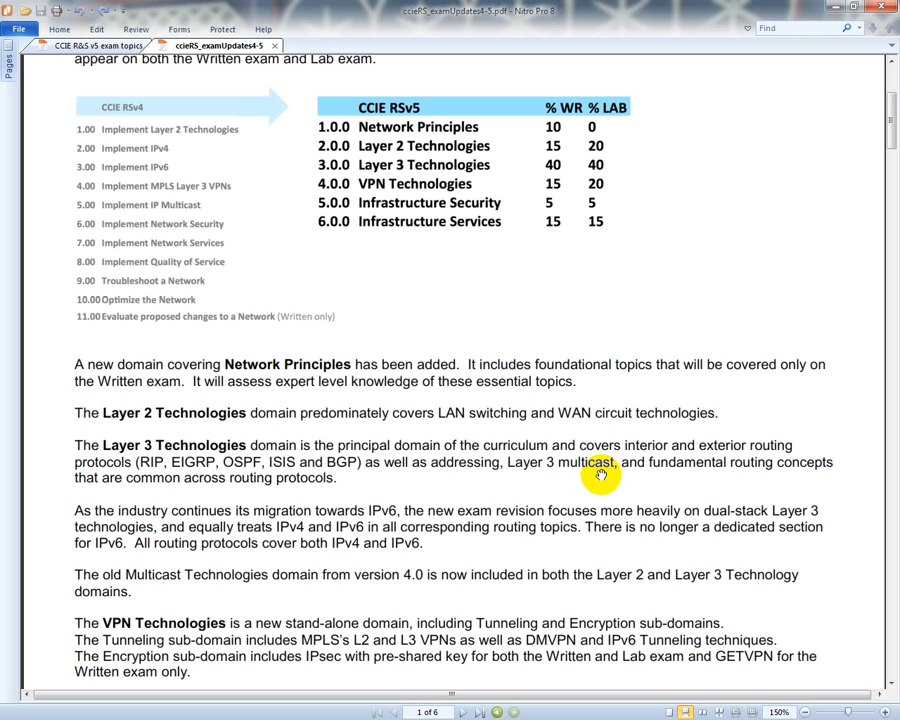 ccieRS_examUpdates4-5.pdf - Nitro Pro 8
File Home Edit Review Forms Protect Help
Find
CCIE R&S v5 exam topics ccieRS_examUpdates4-5
Pages
appear on both the Written exam and Lab exam.
CCIE RSv4
1.00 Implement Layer 2 Technologies
2.00 Implement IPv4
3.00 Implement IPv6
4.00 Implement MPLS Layer 3 VPNs
5.00 Implement IP Multicast
6.00 Implement Network Security
7.00 Implement Network Services
8.00 Implement Quality of Service
9.00 Troubleshoot a Network
10.00 Optimize the Network
11.00 Evaluate proposed changes to a Network (Written only)
CCIE RSv5 % WR % LAB
1.0.0 Network Principles 10 0
2.0.0 Layer 2 Technologies 15 20
3.0.0 Layer 3 Technologies 40 40
4.0.0 VPN Technologies 15 20
5.0.0 Infrastructure Security 5 5
6.0.0 Infrastructure Services 15 15
A new domain covering Network Principles has been added. It includes foundational topics that will be covered only on
the Written exam. It will assess expert level knowledge of these essential topics.
The Layer 2 Technologies domain predominately covers LAN switching and WAN circuit technologies.
The Layer 3 Technologies domain is the principal domain of the curriculum and covers interior and exterior routing
protocols (RIP, EIGRP, OSPF, ISIS and BGP) as well as addressing, Layer 3 multicast, and fundamental routing concepts
that are common across routing protocols.
As the industry continues its migration towards IPv6, the new exam revision focuses more heavily on dual-stack Layer 3
technologies, and equally treats IPv4 and IPv6 in all corresponding routing topics. There is no longer a dedicated section
for IPv6. All routing protocols cover both IPv4 and IPv6.
The old Multicast Technologies domain from version 4.0 is now included in both the Layer 2 and Layer 3 Technology
domains.
The VPN Technologies is a new stand-alone domain, including Tunneling and Encryption sub-domains.
The Tunneling sub-domain includes MPLS's L2 and L3 VPNs as well as DMVPN and IPv6 Tunneling techniques.
The Encryption sub-domain includes IPsec with pre-shared key for both the Written and Lab exam and GETVPN for the
Written exam only.
1 of 6
150%